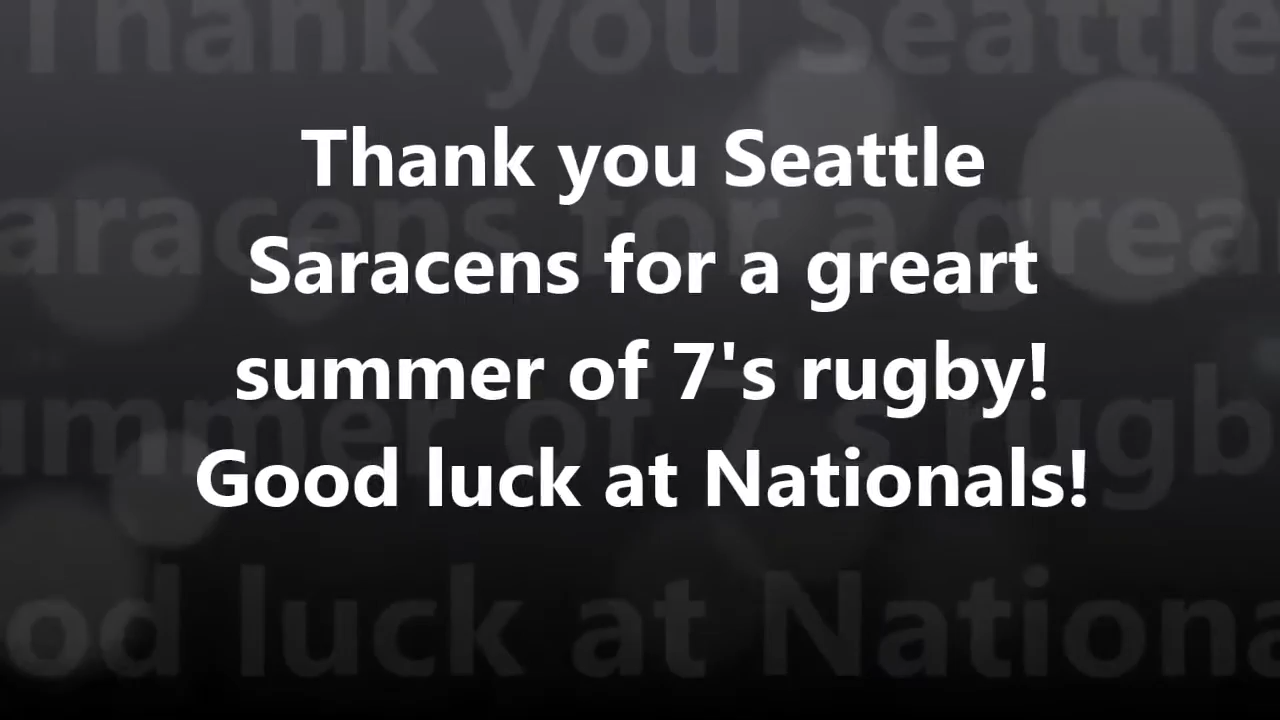 Thank you Seattle
Saracens for a greart
summer of 7's rugby!
Good luck at Nationals!